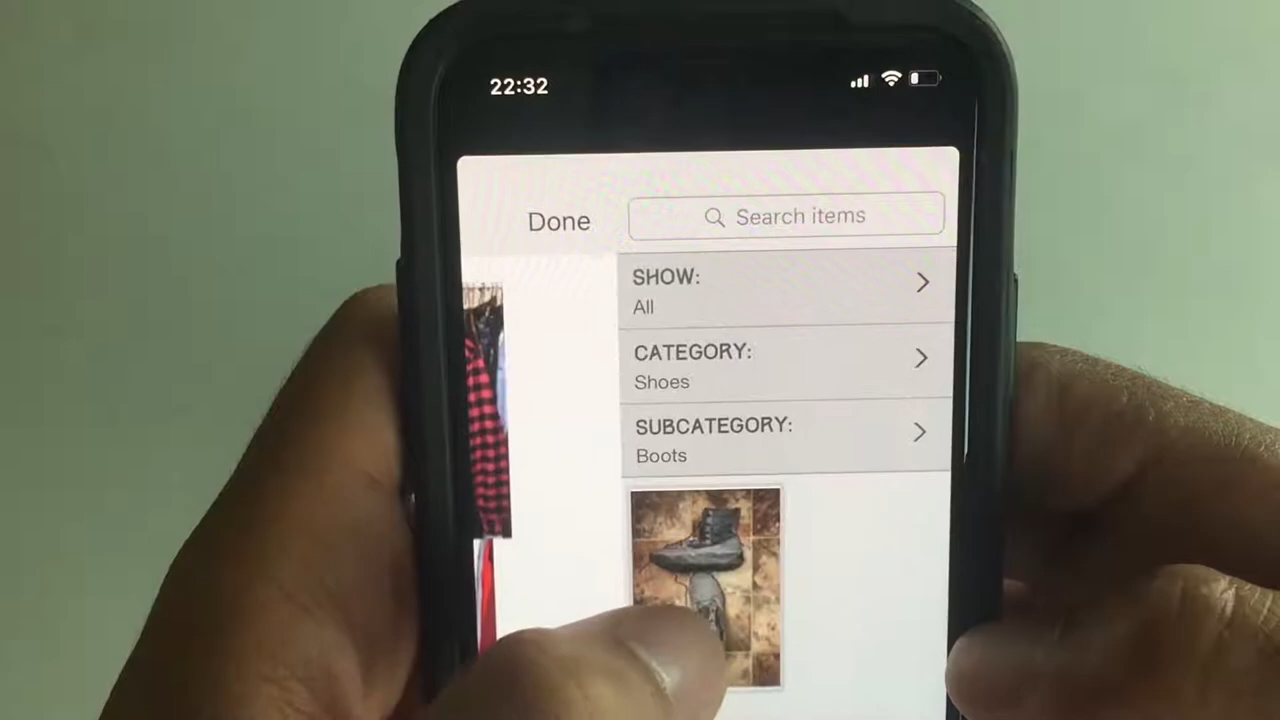 22:32
Done
Search items
SHOW:
All
CATEGORY:
Shoes
SUBCATEGORY:
Boots